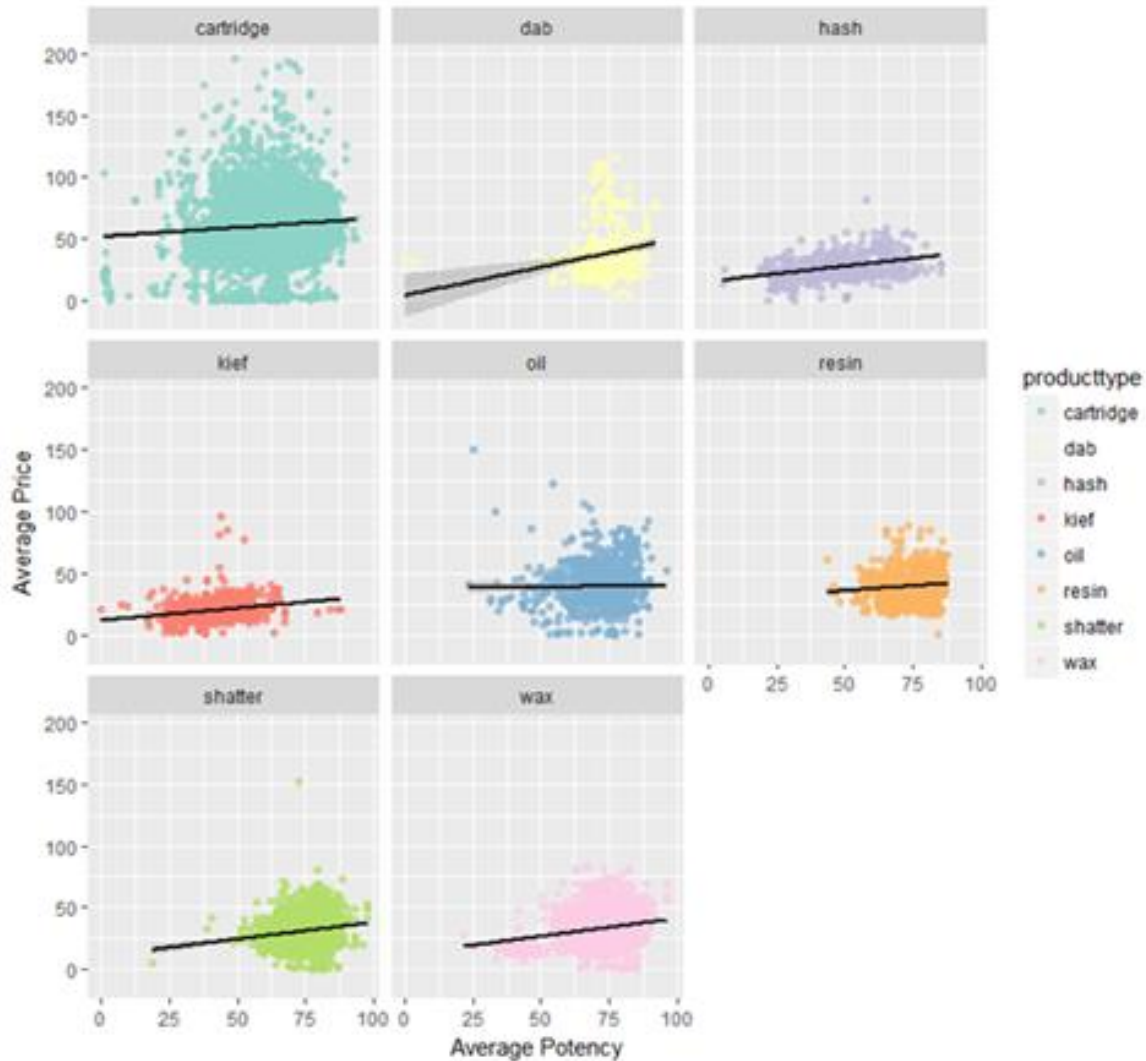 cartridge dab hash
200
150
100
50
0
kief oil resin
200
150
100
50
0
0 25 50 75 100
shatter wax
200
150
100
50
0
0 25 50 75 100 0 25 50 75 100
Average Potency
Average Price
producttype
cartridge
dab
hash
kief
oil
resin
shatter
wax